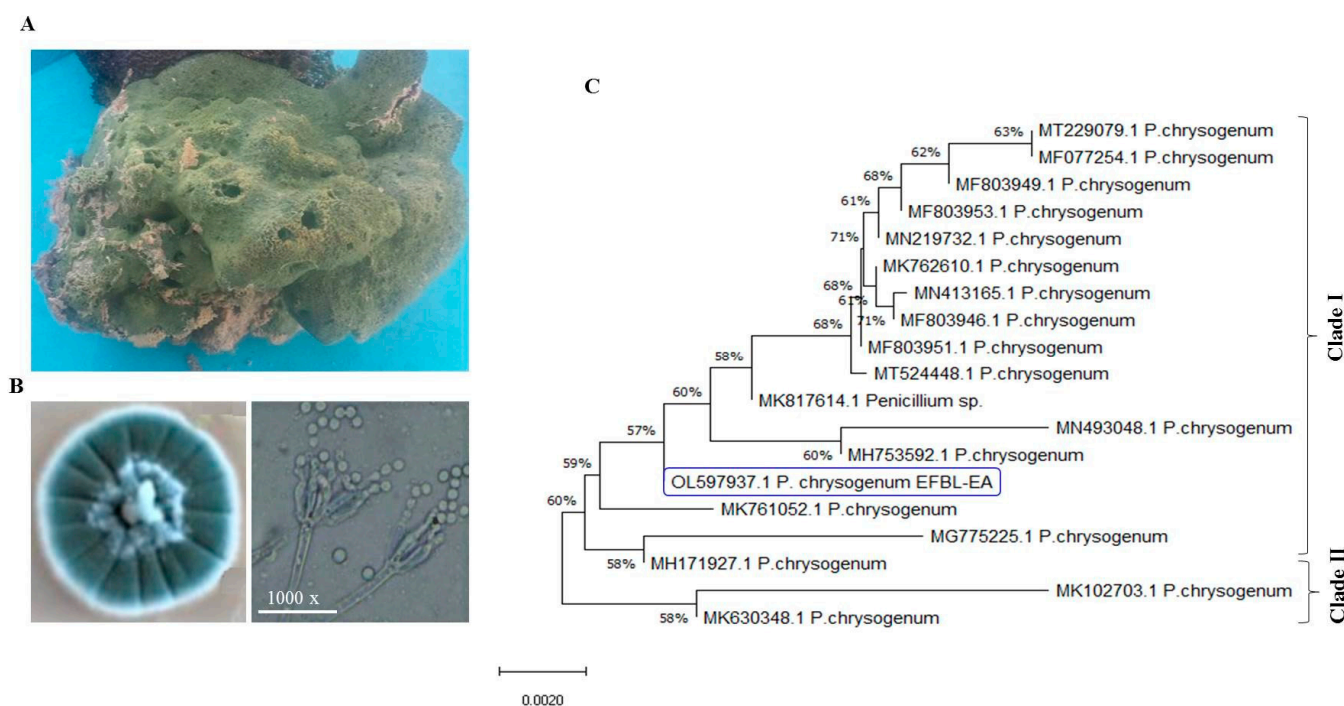 A
B
1000 x
C
63%
MT229079.1 P.chrysogenum
MF077254.1 P.chrysogenum
62%
MF803949.1 P.chrysogenum
68%
MF803953.1 P.chrysogenum
61%
MN219732.1 P.chrysogenum
71%
MK762610.1 P.chrysogenum
68%
61%
MN413165.1 P.chrysogenum
71%
MF803946.1 P.chrysogenum
68%
MF803951.1 P.chrysogenum
MT524448.1 P.chrysogenum
58%
MK817614.1 Penicillium sp.
60%
MN493048.1 P.chrysogenum
57%
60%
MH753592.1 P.chrysogenum
59%
OL597937.1 P. chrysogenum EFBL-EA
60%
MK761052.1 P.chrysogenum
MG775225.1 P.chrysogenum
58%
MH171927.1 P.chrysogenum
MK102703.1 P.chrysogenum
58%
MK630348.1 P.chrysogenum
Clade I
Clade II
0.0020